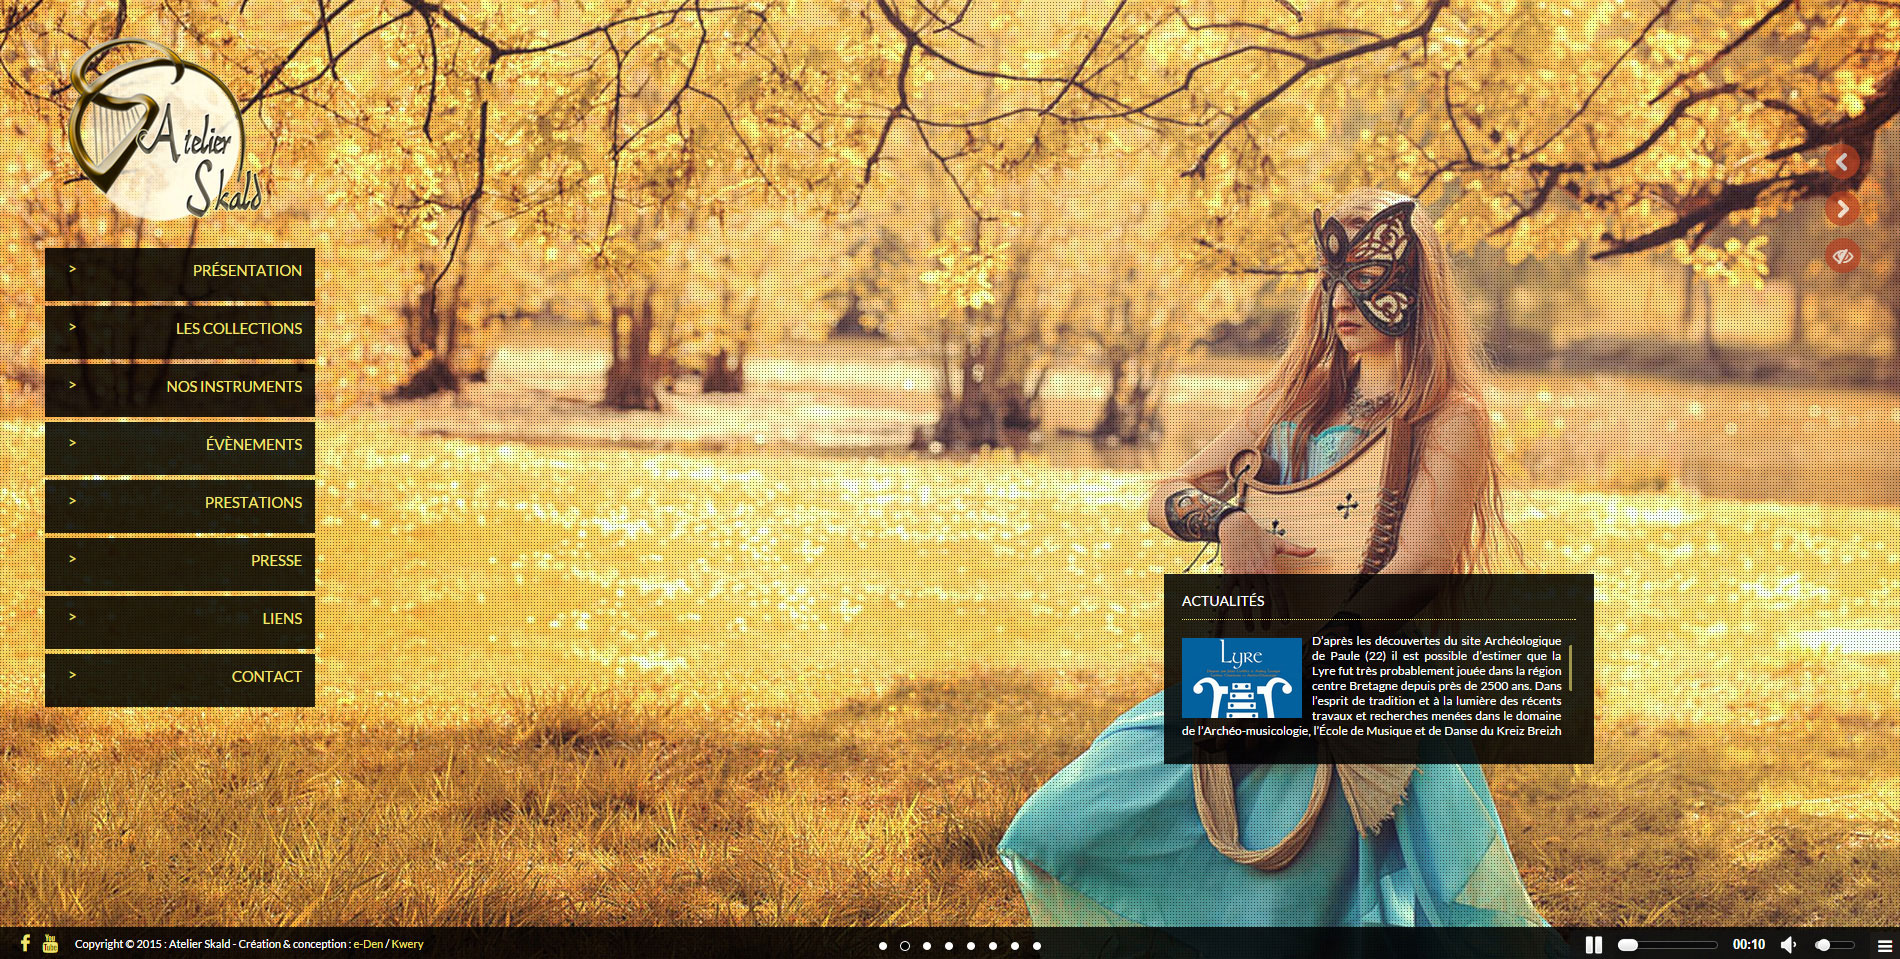 Atelier
Skald
> PRÉSENTATION
> LES COLLECTIONS
> NOS INSTRUMENTS
> ÉVÈNEMENTS
> PRESTATIONS
> PRESSE
> LIENS
> CONTACT
ACTUALITÉS
Lyre
D'après les découvertes du site Archéologique
de Paule (22) il est possible d'estimer que la
Lyre fut très probablement jouée dans la région
centre Bretagne depuis près de 2500 ans. Dans
l'esprit de tradition et à la lumière des récents
travaux et recherches menées dans le domaine
de l'Archéo-musicologie, l'École de Musique et de Danse du Kreiz Breizh
You
Tube
Copyright © 2015 : Atelier Skald - Création & conception : e-Den / Kwery
00:10